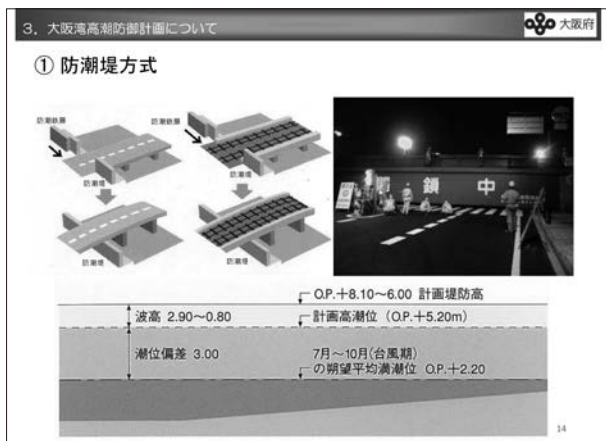 3．大阪湾高潮防御計画について
大阪府
① 防潮堤方式
防潮鉄扉
防潮鉄扉
防潮堤
防潮堤
防潮堤
防潮堤
閉鎖中
O.P.＋8.10～6.00 計画堤防高
波高 2.90～0.80
計画高潮位（O.P.＋5.20m）
潮位偏差 3.00
7月～10月(台風期)
の朔望平均満潮位 O.P.＋2.20
14